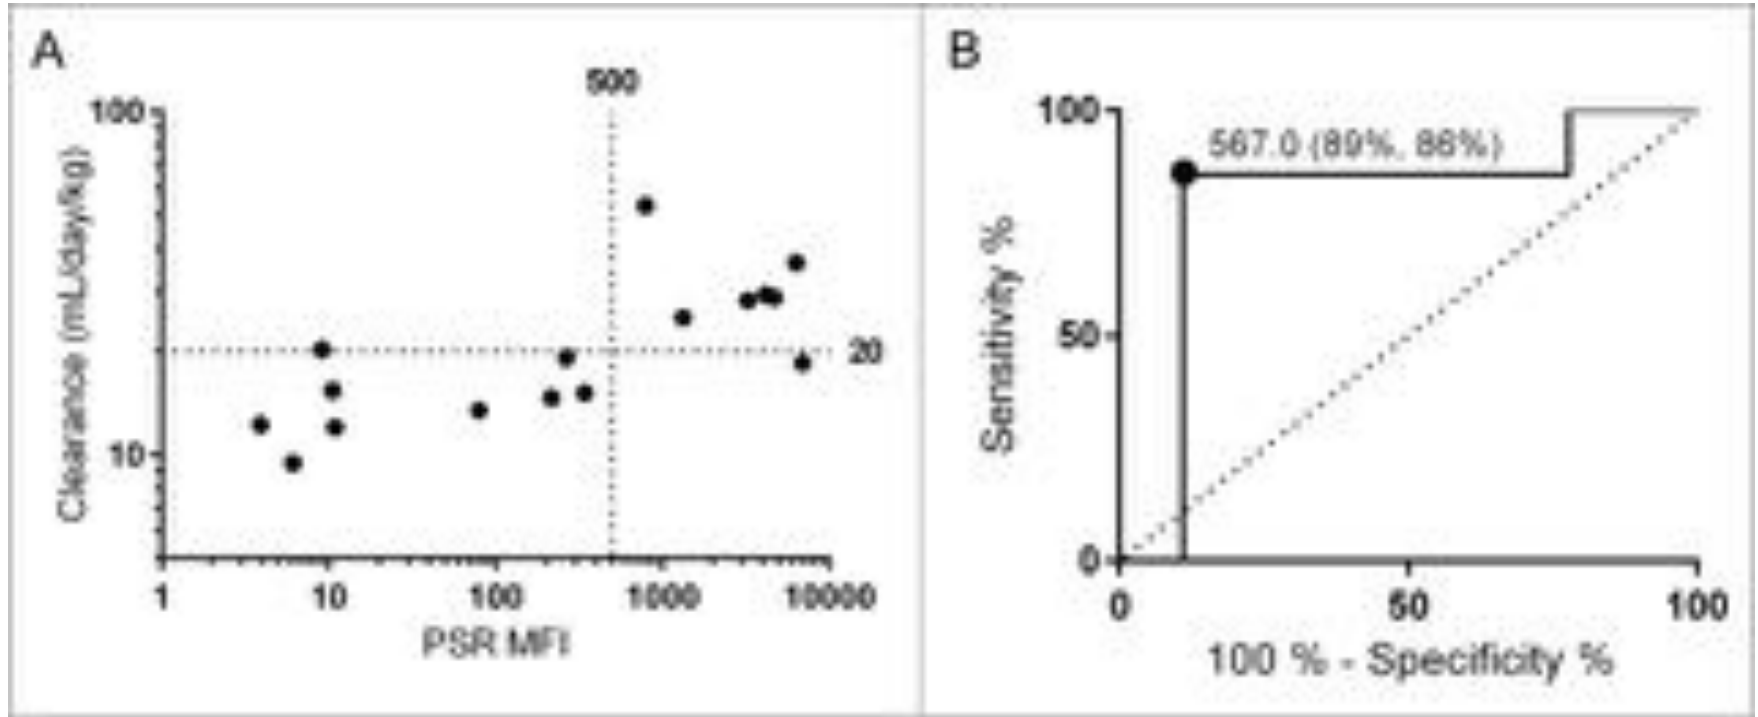 A
500
100
Clearance (mL/day/kg)
20
10
1 10 100 1000 10000
PSR MFI
B
100
567.0 (89%, 86%)
Sensitivity %
50
0
0 50 100
100 % - Specificity %